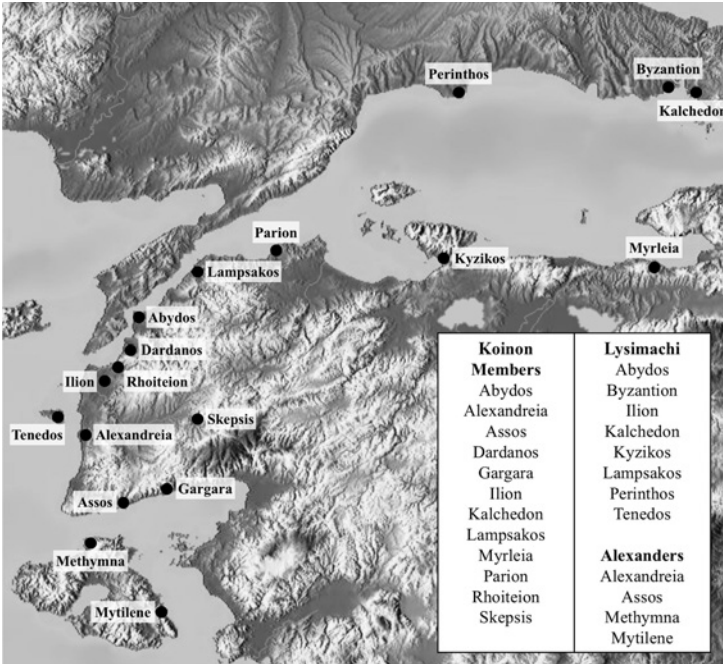 Byzantion
Perinthos
Kalchedon
Parion
Myrleia
Kyzikos
Lampsakos
Abydos
Dardanos
Ilion
Rhoiteion
Tenedos
Skepsis
Alexandreia
Gargara
Assos
Methymna
Mytilene
Koinon
Members
Abydos
Alexandreia
Assos
Dardanos
Gargara
Ilion
Kalchedon
Lampsakos
Myrleia
Parion
Rhoiteion
Skepsis
Lysimachi
Abydos
Byzantion
Ilion
Kalchedon
Kyzikos
Lampsakos
Perinthos
Tenedos
Alexanders
Alexandreia
Assos
Methymna
Mytilene